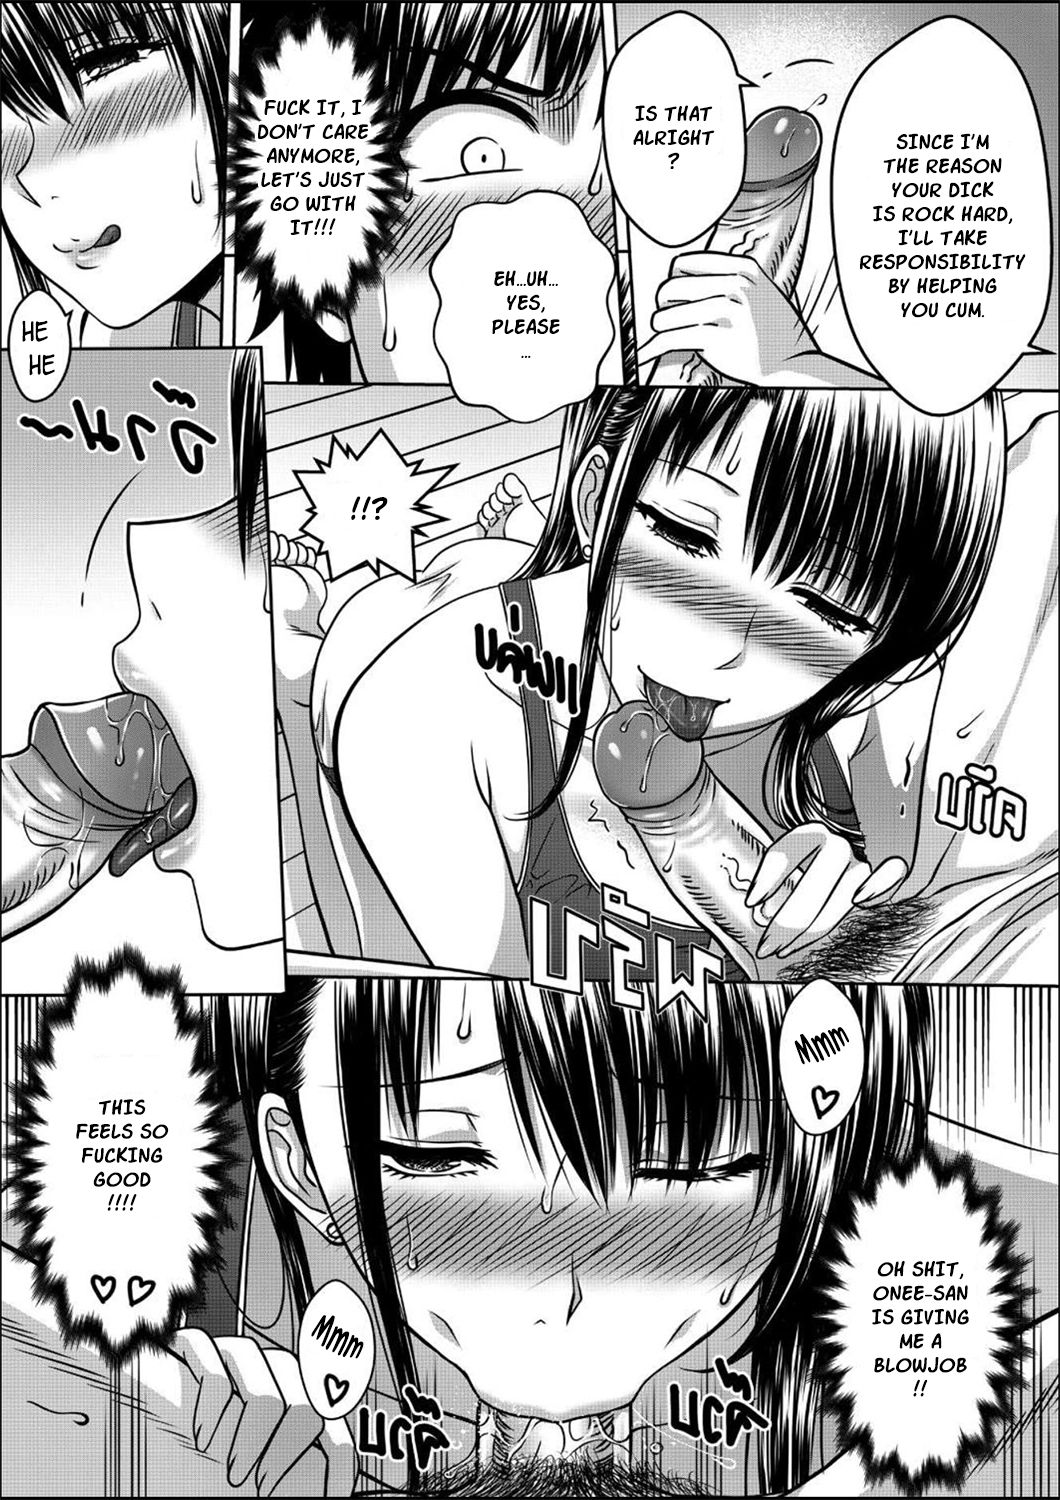 SINCE I'M
THE REASON
YOUR DICK
IS ROCK HARD,
I'LL TAKE
RESPONSIBILITY
BY HELPING
YOU CUM.
IS THAT
ALRIGHT
?
FUCK IT, I
DON'T CARE
ANYMORE,
LET'S JUST
GO WITH
IT!!!
EH...UH...
YES,
PLEASE
...
HE
HE
!!?
Mmm
OH SHIT,
ONEE-SAN
IS GIVING
ME A
BLOWJOB
!!
Mmm
THIS
FEELS SO
FUCKING
GOOD
!!!!